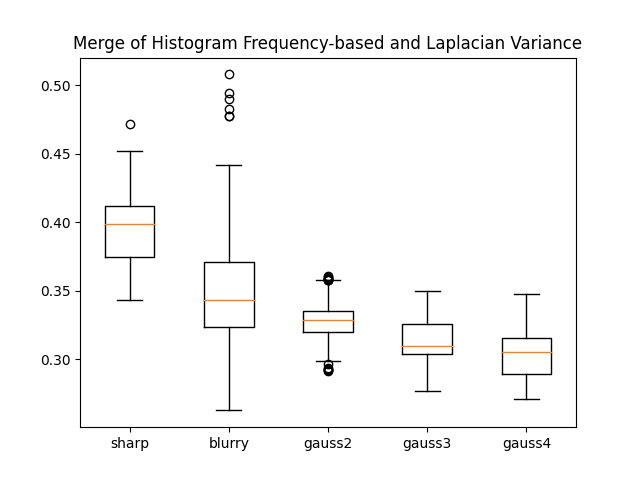 Merge of Histogram Frequency-based and Laplacian Variance
0.50
0.45
0.40
0.35
0.30
sharp blurry gauss2 gauss3 gauss4